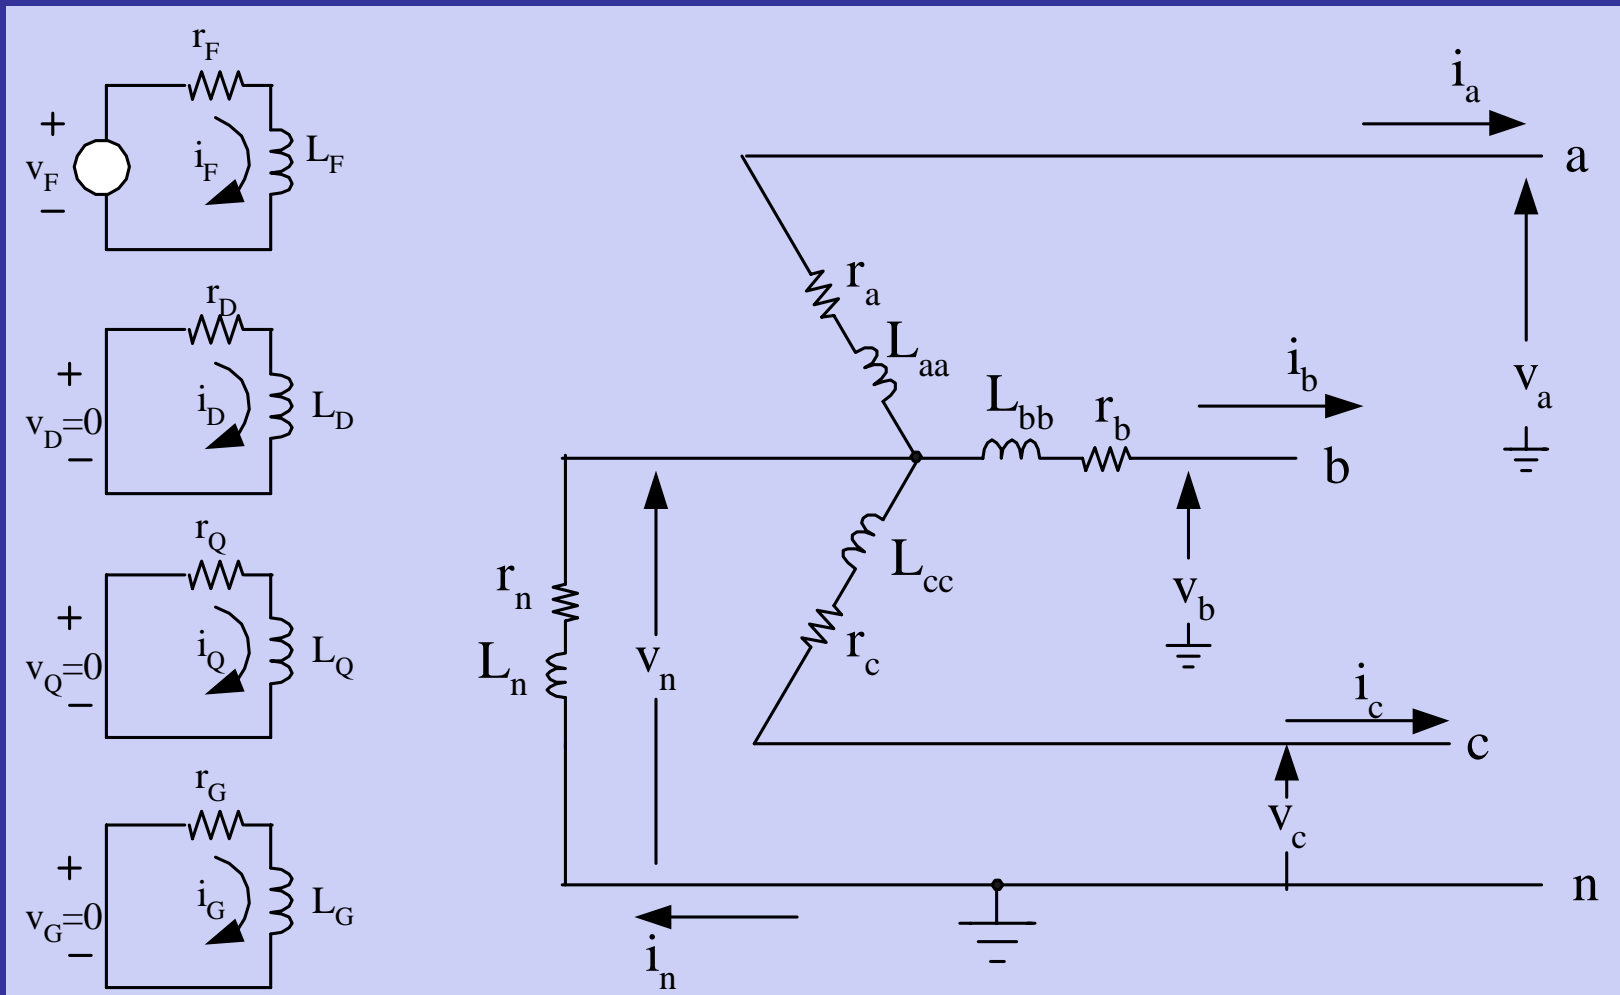 r_F
+
v_F
−
i_F
L_F
r_D
+
v_D=0
−
i_D
L_D
r_Q
+
v_Q=0
−
i_Q
L_Q
r_G
+
v_G=0
−
i_G
L_G
i_a
a
r_a
L_aa
v_a
L_bb
r_b
i_b
b
v_b
r_n
L_n
v_n
L_cc
r_c
i_c
c
v_c
n
i_n